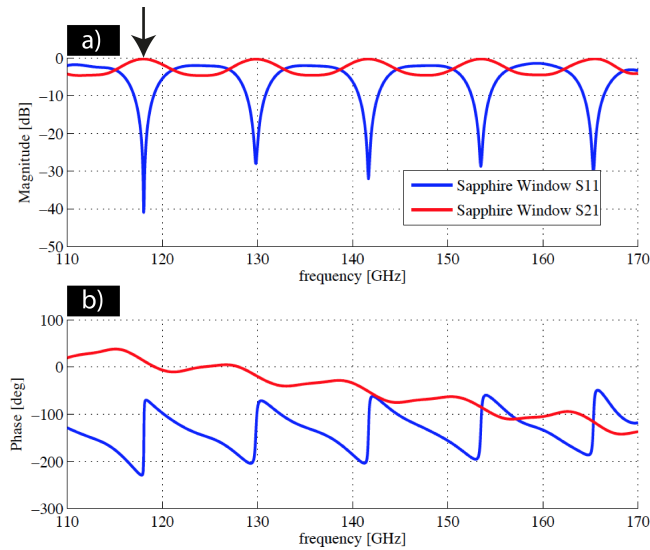 a)
0
−10
−20
−30
−40
−50
Magnitude [dB]
Sapphire Window S11
Sapphire Window S21
110 120 130 140 150 160 170
frequency [GHz]
b)
100
0
−100
−200
−300
Phase [deg]
110 120 130 140 150 160 170
frequency [GHz]